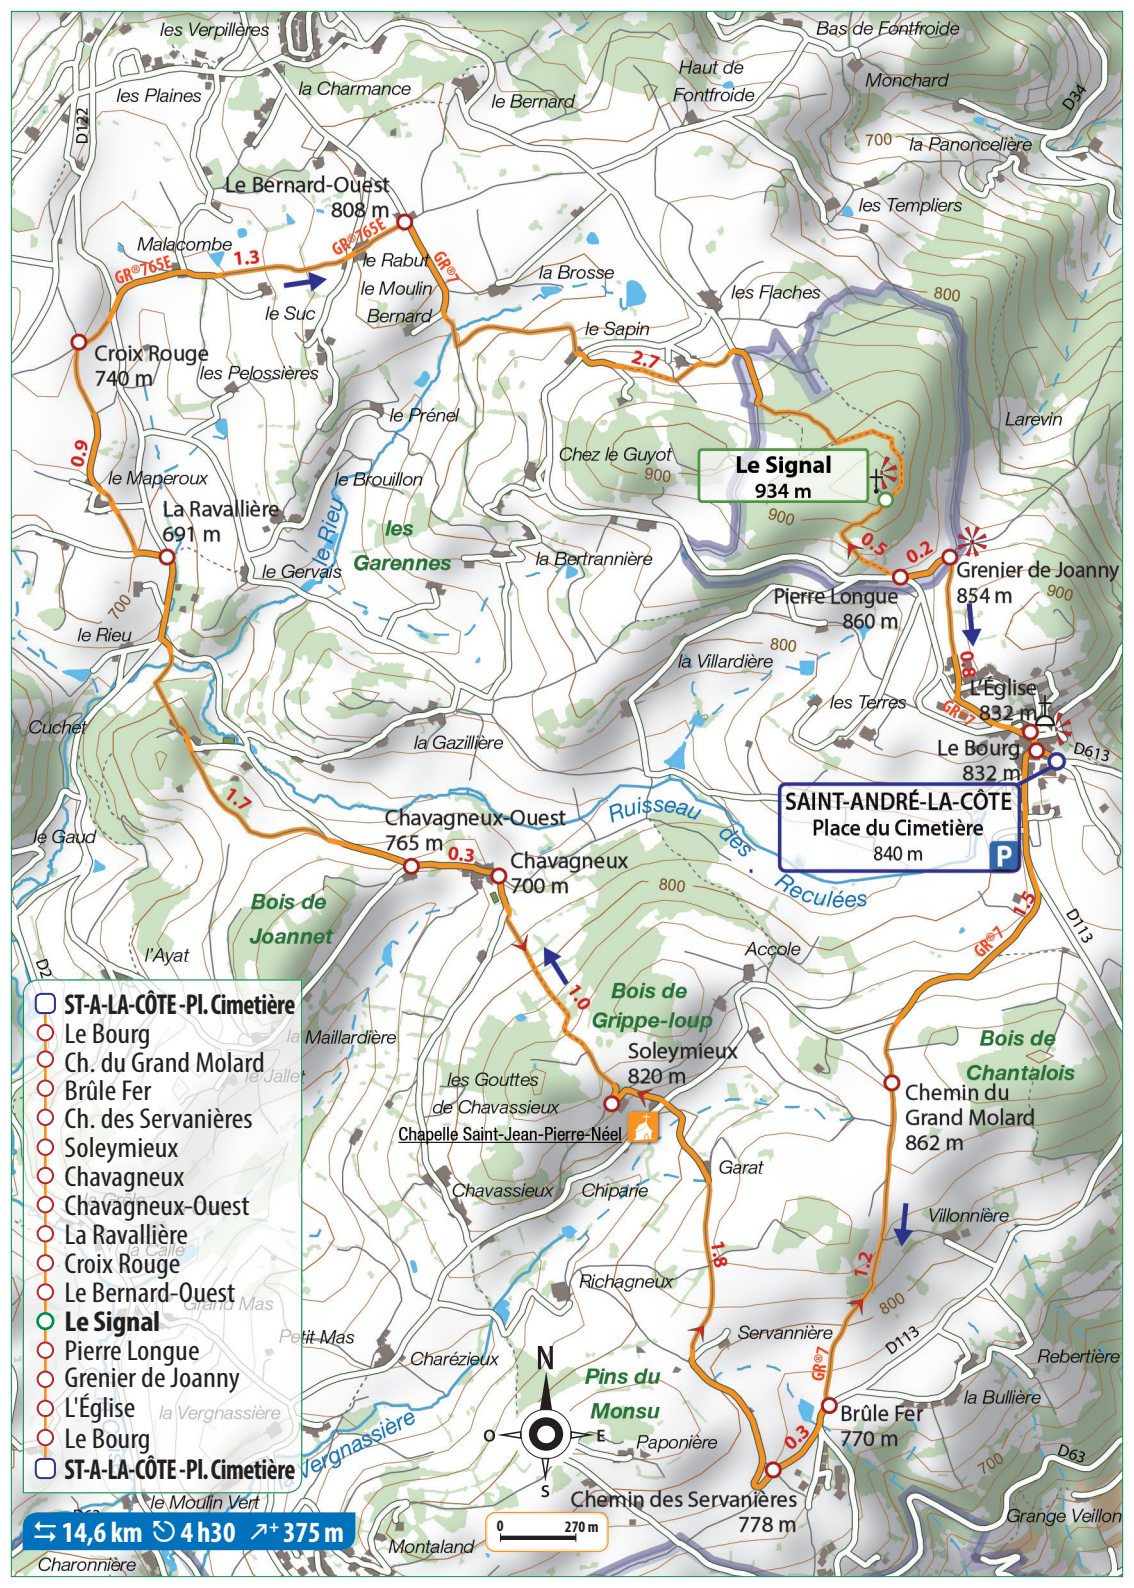 les Verpillères
Bas de Fontfroide
Haut de
Fontfroide
Monchard
les Plaines
la Charmance
le Bernard
D34
D122
700
la Panoncelière
Le Bernard-Ouest
808 m
les Templiers
Malacombe
GR®765E
1.3
GR®765E
le Rabut
GR®7
la Brosse
le Moulin
Bernard
les Flaches
800
le Suc
le Sapin
Croix Rouge
740 m
les Pelossières
2.7
le Prénel
Larevin
0.9
Chez le Guyot
900
Le Signal
934 m
le Maperoux
le Brouillon
La Ravallière
691 m
le Rieu
les
Garennes
900
0.5
0.2
la Bertrannière
le Gervais
Grenier de Joanny
854 m
900
Pierre Longue
860 m
700
le Rieu
800
la Villardière
0.8
L'Église
832 m
les Terres
GR®7
Cuchet
la Gazillière
Le Bourg
832 m
D613
SAINT-ANDRÉ-LA-CÔTE
Place du Cimetière
840 m
P
1.7
Ruisseau des Reculées
Chavagneux-Ouest
765 m
le Gaud
0.3
Chavagneux
700 m
800
1.5
Bois de
Joannet
D113
GR®7
Accole
l'Ayat
D2
1.0
Bois de
Grippe-loup
la Maillardière
Bois de
Chantalois
Soleymieux
820 m
le Jallet
les Gouttes
de Chavassieux
Chemin du
Grand Molard
862 m
Chapelle Saint-Jean-Pierre-Néel
Garat
Chavassieux
Chiparie
la Grôle
Villonnière
la Calle
1.8
1.2
Richagneux
800
Grand Mas
Servannière
D113
Petit Mas
Charézieux
Rebertière
GR®7
N
O
E
S
Pins du
Monsu
la Bullière
la Vergnassière
Brûle Fer
770 m
0.3
Paponière
la Vergnassière
D63
700
Chemin des Servanières
778 m
Grange Veillon
le Moulin Vert
Montaland
Charonnière
ST-A-LA-CÔTE -Pl. Cimetière
Le Bourg
Ch. du Grand Molard
Brûle Fer
Ch. des Servanières
Soleymieux
Chavagneux
Chavagneux-Ouest
La Ravallière
Croix Rouge
Le Bernard-Ouest
Le Signal
Pierre Longue
Grenier de Joanny
L'Église
Le Bourg
ST-A-LA-CÔTE -Pl. Cimetière
14,6 km 4 h30 + 375 m
0 270 m